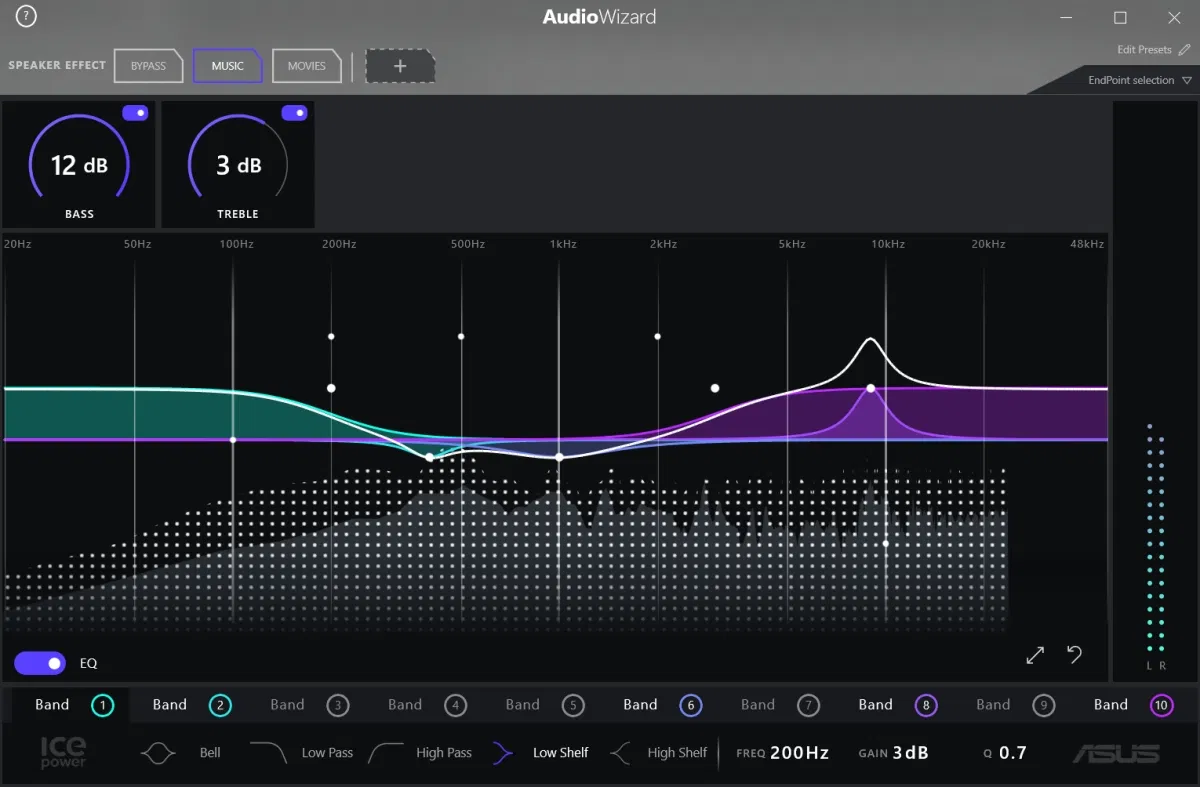 ?
AudioWizard
Edit Presets
SPEAKER EFFECT BYPASS MUSIC MOVIES +
EndPoint selection
12 dB 3 dB
BASS TREBLE
20Hz 50Hz 100Hz 200Hz 500Hz 1kHz 2kHz 5kHz 10kHz 20kHz 48kHz
L R
EQ
Band 1 Band 2 Band 3 Band 4 Band 5 Band 6 Band 7 Band 8 Band 9 Band 10
ICE
power
Bell Low Pass High Pass Low Shelf High Shelf FREQ 200Hz GAIN 3dB Q 0.7 ASUS